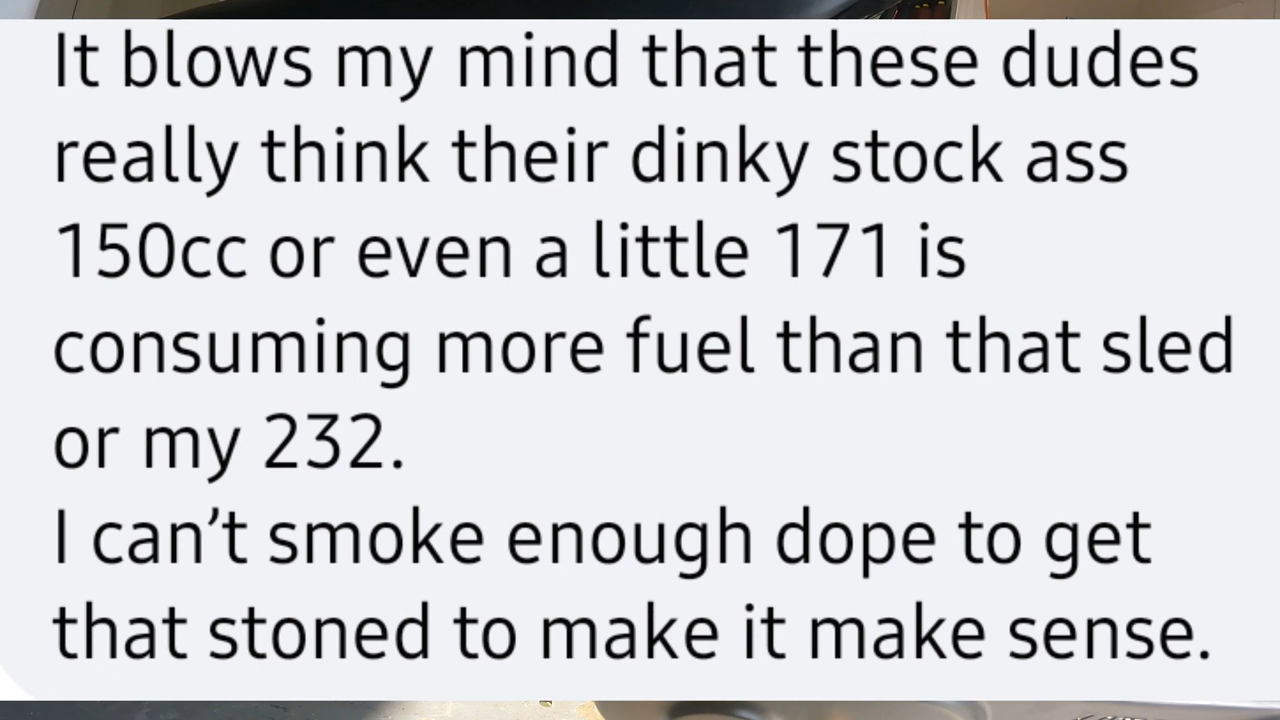 It blows my mind that these dudes
really think their dinky stock ass
150cc or even a little 171 is
consuming more fuel than that sled
or my 232.
I can’t smoke enough dope to get
that stoned to make it make sense.